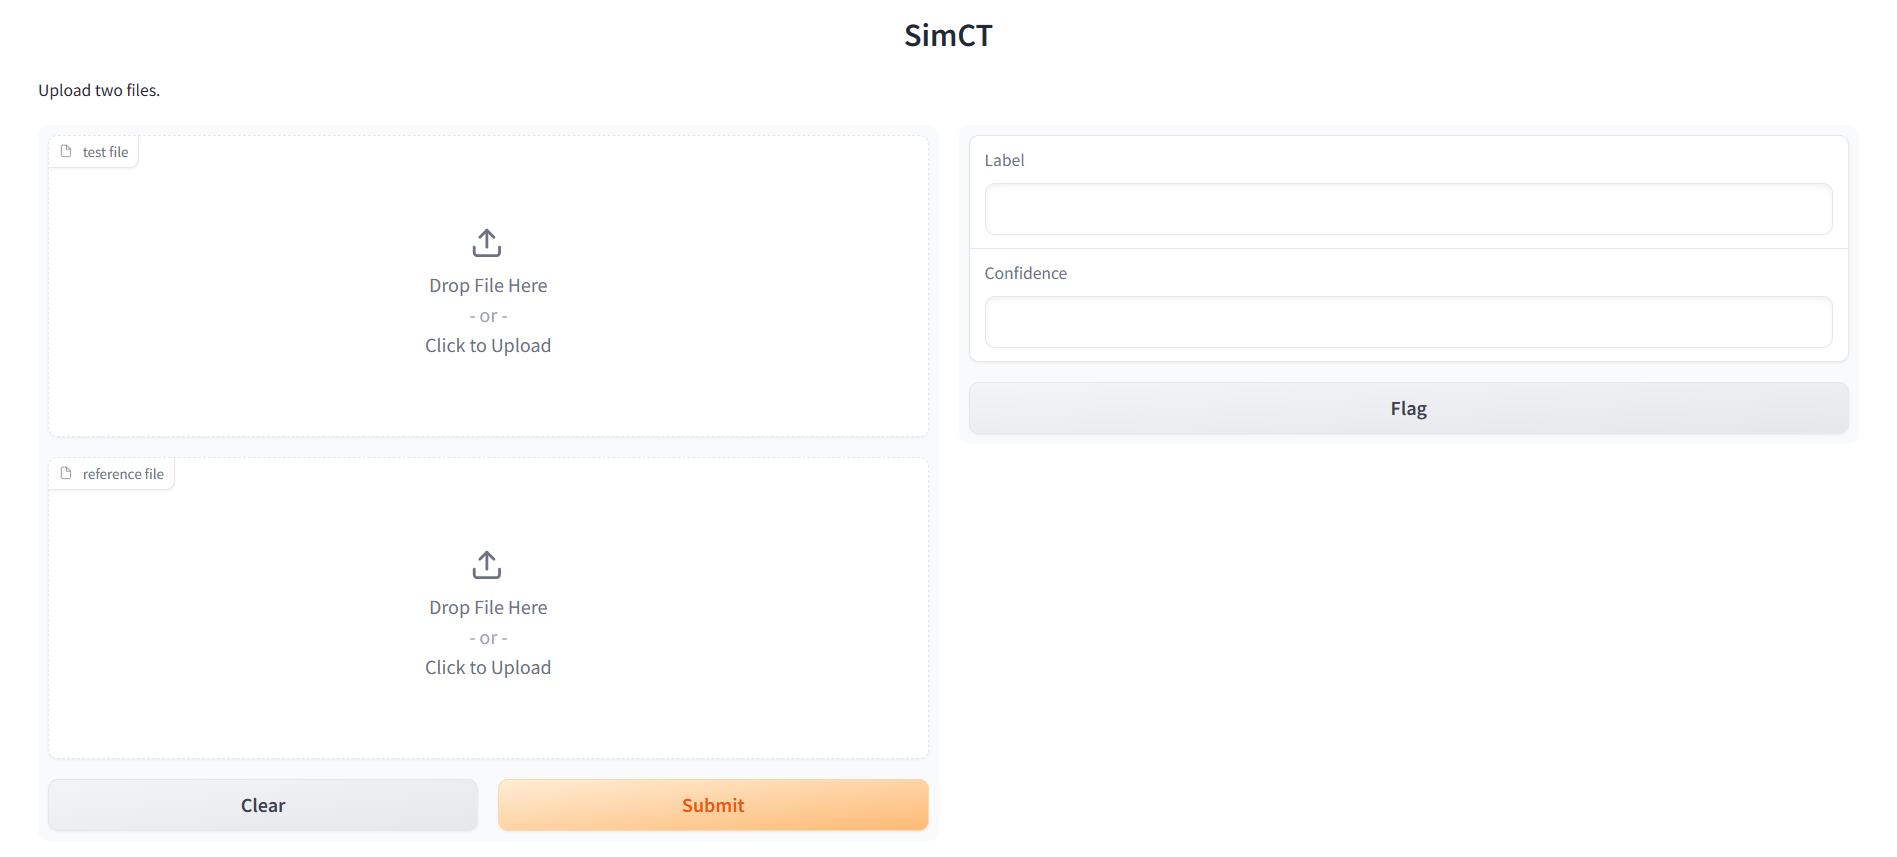 SimCT
Upload two files.
test file
Drop File Here
- or -
Click to Upload
reference file
Drop File Here
- or -
Click to Upload
Clear
Submit
Label
Confidence
Flag